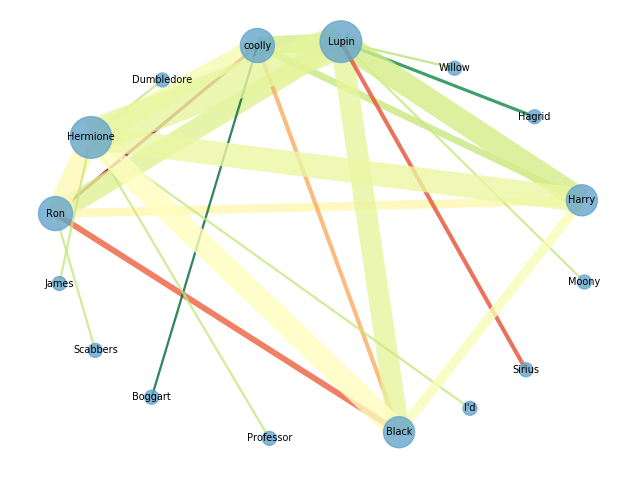 Lupin
coolly
Willow
Dumbledore
Hagrid
Hermione
Harry
Ron
Moony
James
Scabbers
Sirius
Boggart
I'd
Black
Professor